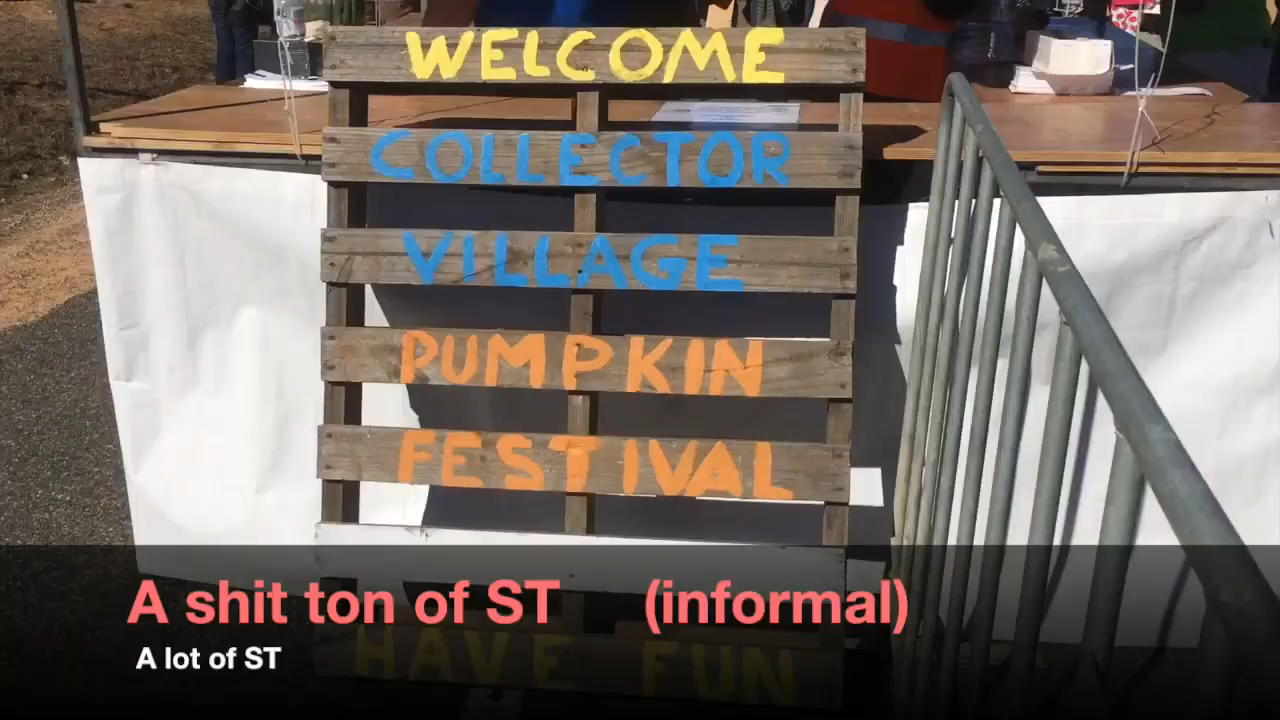 WELCOME
COLLECTOR
VILLAGE
PUMPKIN
FESTIVAL
A shit ton of ST (informal)
A lot of ST
HAVE FUN